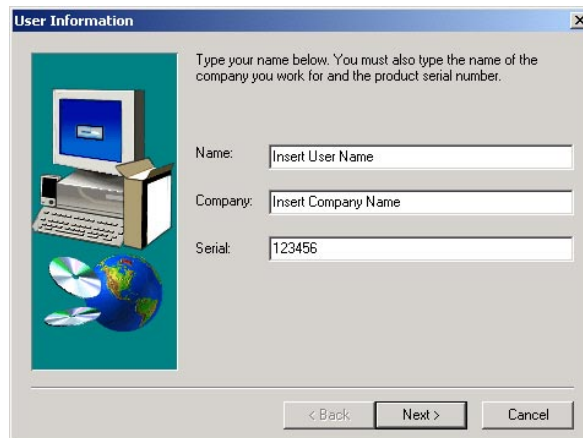 User Information
Type your name below. You must also type the name of the
company you work for and the product serial number.
Name: Insert User Name
Company: Insert Company Name
Serial: 123456
< Back Next > Cancel